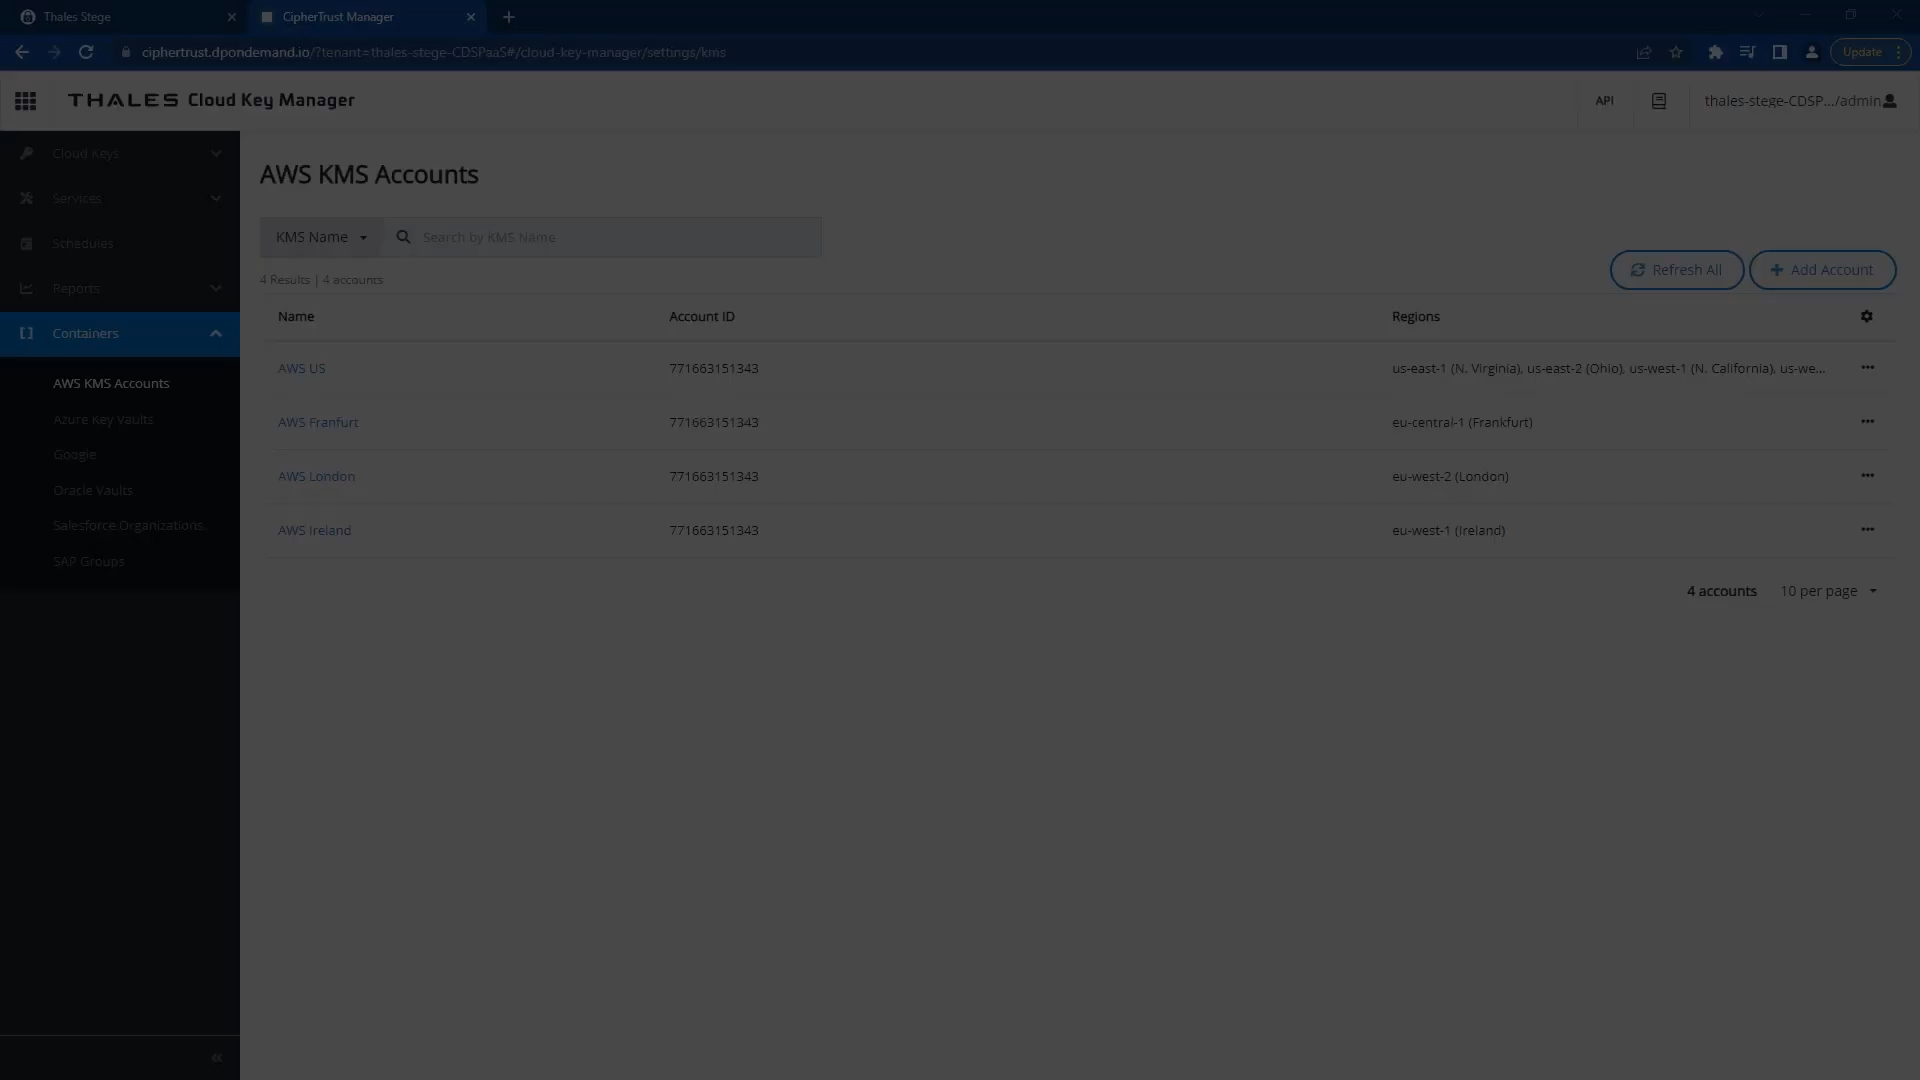 Thales Stege
CipherTrust Manager
ciphertrust.dpondemand.io/?tenant=thales-stege-CDSPaaS#/cloud-key-manager/settings/kms
Update
THALES Cloud Key Manager
API
thales-stege-CDSP.../admin
Cloud Keys
Services
Schedules
Reports
Containers
AWS KMS Accounts
Azure Key Vaults
Google
Oracle Vaults
Salesforce Organizations.
SAP Groups
AWS KMS Accounts
KMS Name
Search by KMS Name
4 Results | 4 accounts
Refresh All
Add Account
Name Account ID Regions
AWS US 771663151343 us-east-1 (N. Virginia), us-east-2 (Ohio), us-west-1 (N. California), us-we...
AWS Franfurt 771663151343 eu-central-1 (Frankfurt)
AWS London 771663151343 eu-west-2 (London)
AWS Ireland 771663151343 eu-west-1 (Ireland)
4 accounts 10 per page